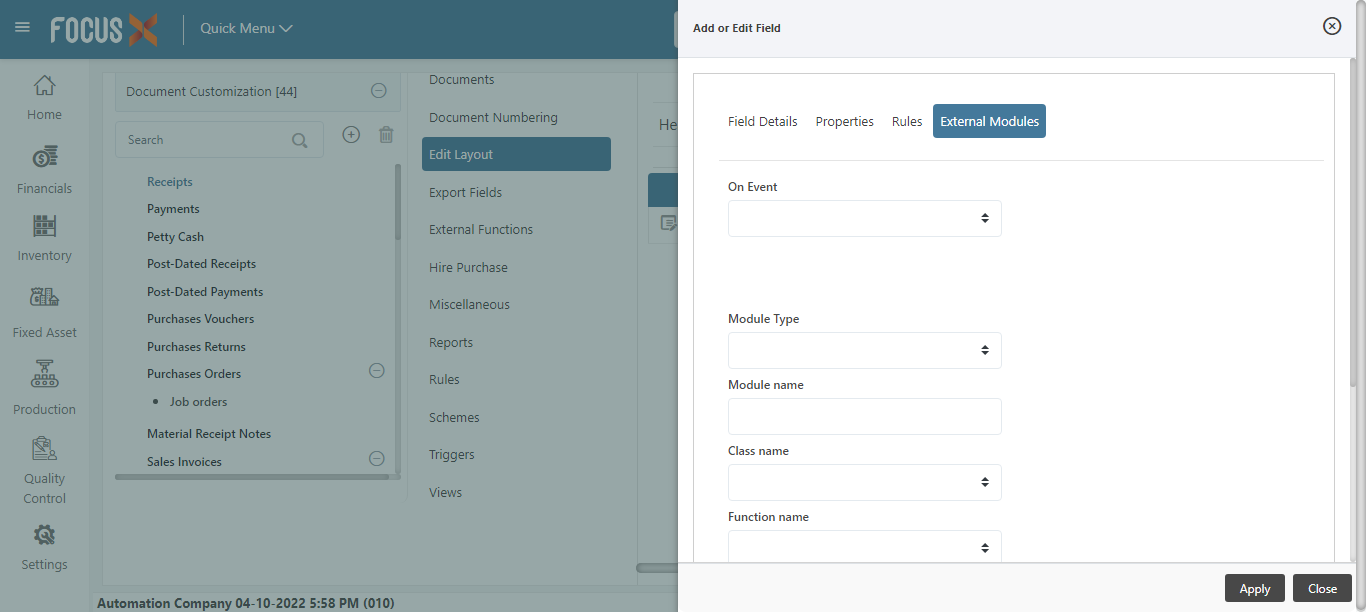 FOCUS X
Quick Menu
Home
Financials
Inventory
Fixed Asset
Production
Quality
Control
Settings
Document Customization [44]
Search
Receipts
Payments
Petty Cash
Post-Dated Receipts
Post-Dated Payments
Purchases Vouchers
Purchases Returns
Purchases Orders
Job orders
Material Receipt Notes
Sales Invoices
Documents
Document Numbering
Edit Layout
Export Fields
External Functions
Hire Purchase
Miscellaneous
Reports
Rules
Schemes
Triggers
Views
He
Automation Company 04-10-2022 5:58 PM (010)
Add or Edit Field
Field Details Properties Rules External Modules
On Event
Module Type
Module name
Class name
Function name
Apply Close